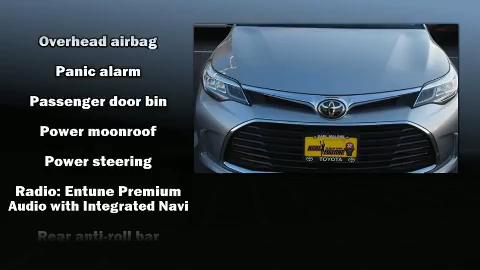 Overhead airbag
Panic alarm
Passenger door bin
Power moonroof
Power steering
Radio: Entune Premium
Audio with Integrated Navi
Rear anti-roll bar
TOYOTA